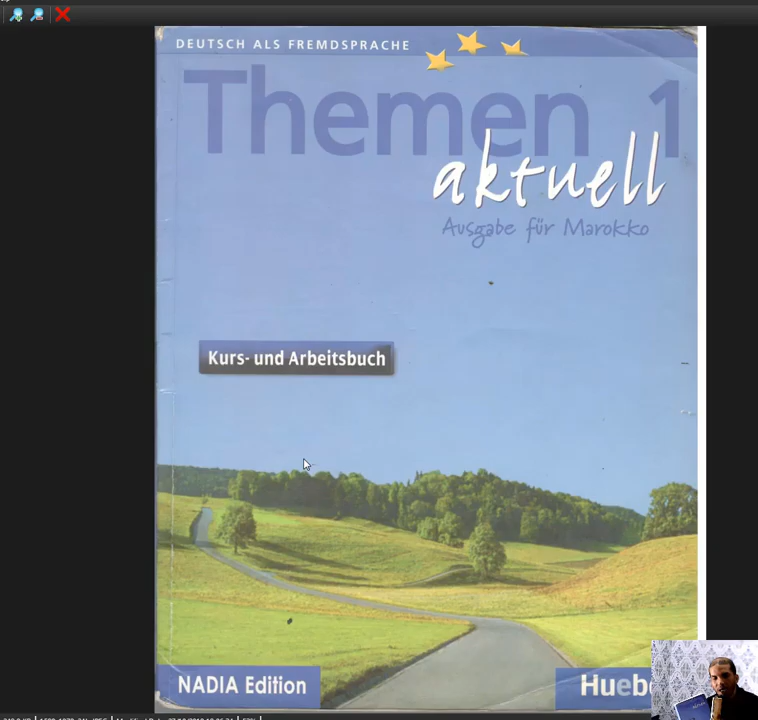 DEUTSCH ALS FREMDSPRACHE
Themen 1
aktuell
Ausgabe für Marokko
Kurs- und Arbeitsbuch
NADIA Edition